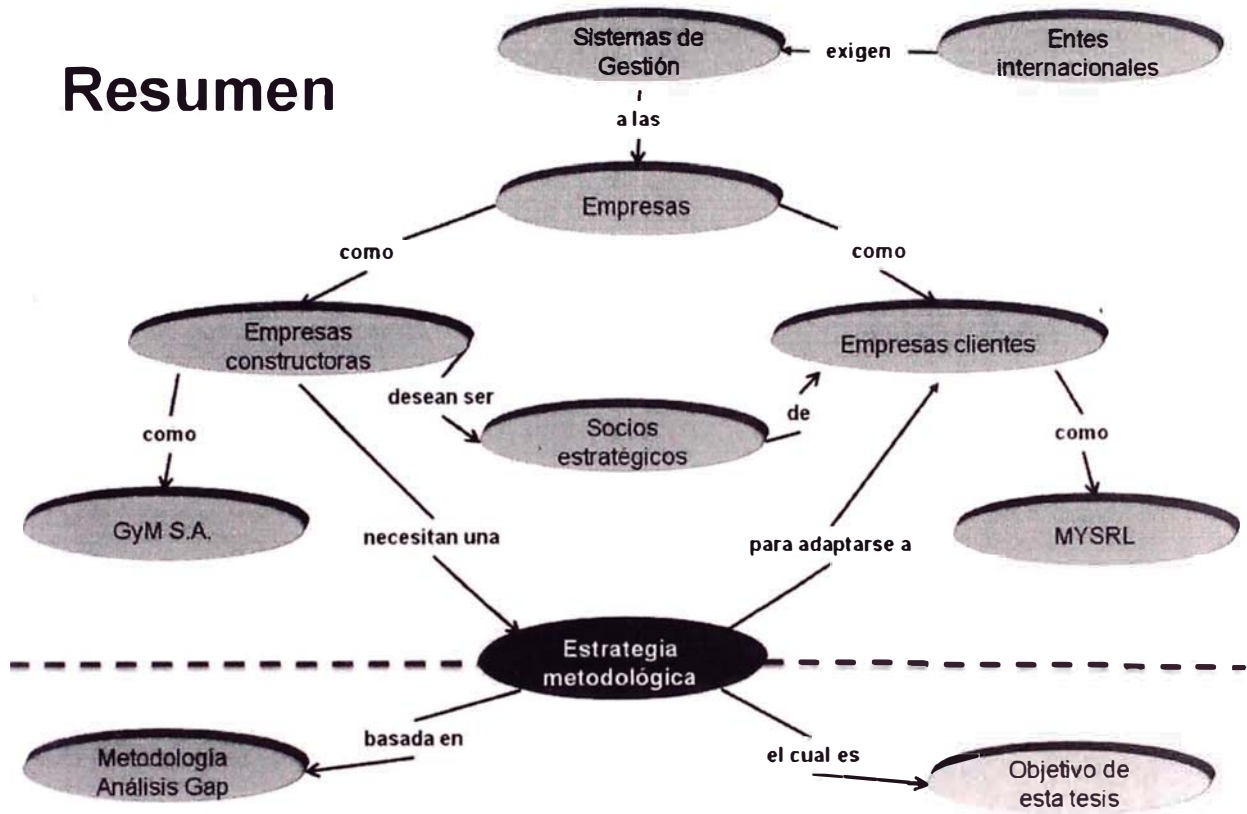 Resumen
Sistemas de
Gestión
exigen
Entes
internacionales
a las
Empresas
como
como
Empresas
constructoras
Empresas clientes
desean ser
Socios
estratégicos
de
como
como
GyM S.A.
MYSRL
necesitan una
para adaptarse a
Estrategia
metodológica
basada en
el cual es
Metodología
Análisis Gap
Objetivo de
esta tesis